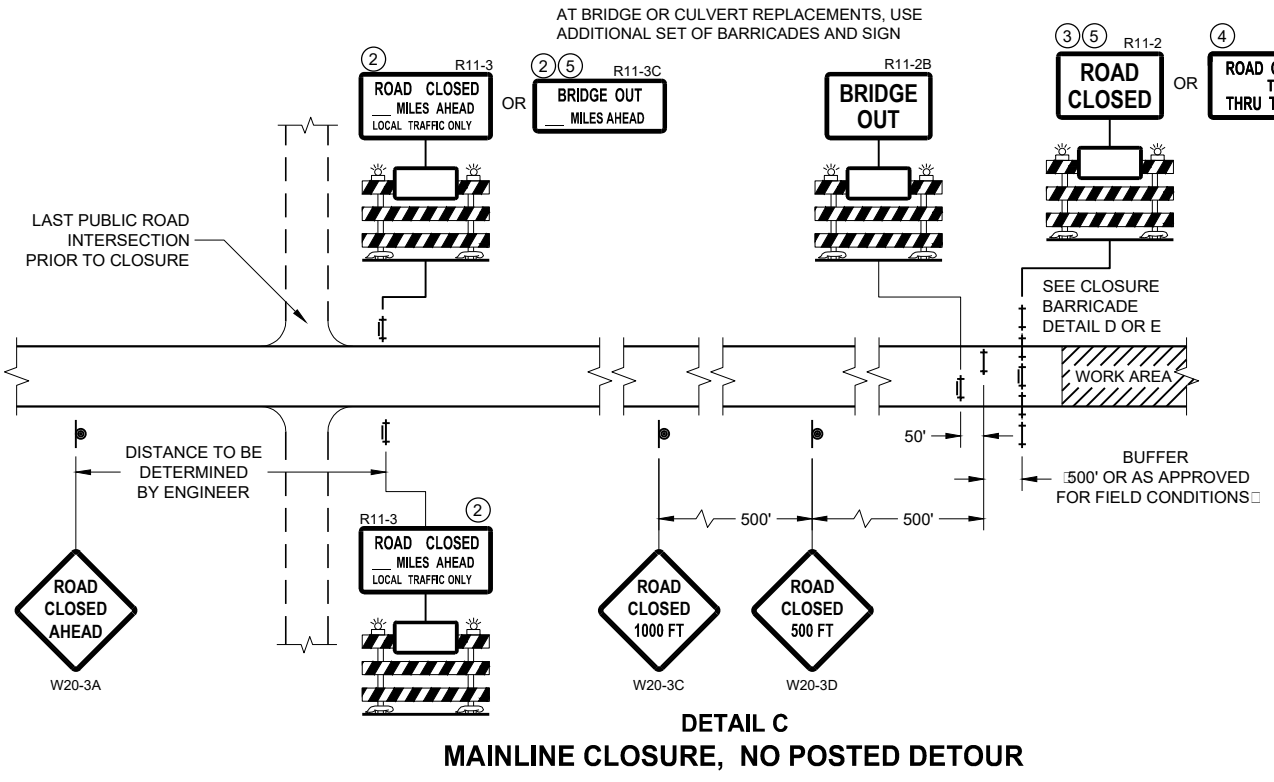 AT BRIDGE OR CULVERT REPLACEMENTS, USE
ADDITIONAL SET OF BARRICADES AND SIGN
2
R11-3
ROAD CLOSED
___ MILES AHEAD
LOCAL TRAFFIC ONLY
OR
2 5
R11-3C
BRIDGE OUT
___ MILES AHEAD
R11-2B
BRIDGE
OUT
3 5
R11-2
ROAD
CLOSED
OR
4
ROAD
THRU
LAST PUBLIC ROAD
INTERSECTION
PRIOR TO CLOSURE
SEE CLOSURE
BARRICADE
DETAIL D OR E
WORK AREA
DISTANCE TO BE
DETERMINED
BY ENGINEER
50'
BUFFER
500' OR AS APPROVED
FOR FIELD CONDITIONS
500'
500'
R11-3
2
ROAD CLOSED
___ MILES AHEAD
LOCAL TRAFFIC ONLY
ROAD
CLOSED
AHEAD
W20-3A
ROAD
CLOSED
1000 FT
W20-3C
ROAD
CLOSED
500 FT
W20-3D
DETAIL C
MAINLINE CLOSURE, NO POSTED DETOUR